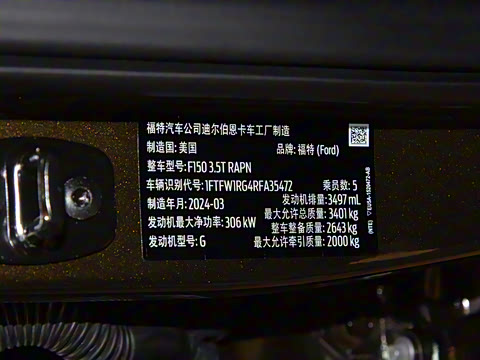 福特汽车公司迪尔伯恩卡车工厂制造
制造国: 美国 品牌: 福特 (Ford)
整车型号: F150 3.5T RAPN
车辆识别代号: 1FTFW1RG4RFA35472 乘员数: 5
制造年月: 2024-03 发动机排量: 3497 mL
最大允许总质量: 3401 kg
发动机最大净功率: 306 kW 整车整备质量: 2643 kg
发动机型号: G 最大允许牵引质量: 2000 kg